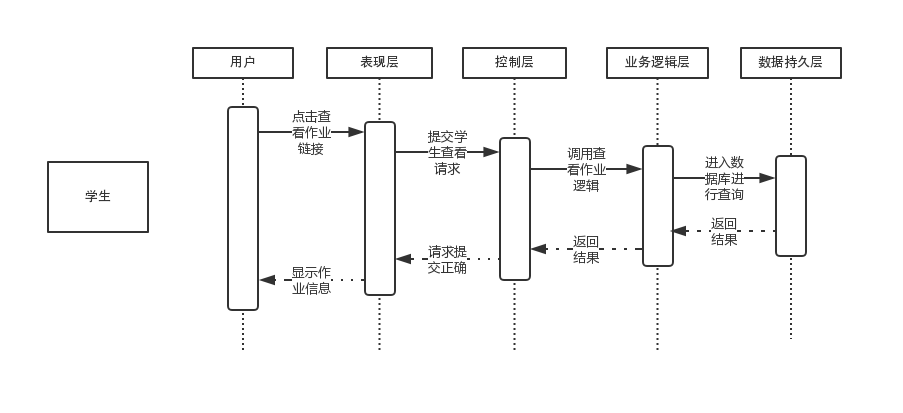 用户
表现层
控制层
业务逻辑层
数据持久层
学生
点击查
看作业
链接
提交学
生查看
请求
调用查
看作业
逻辑
进入数
据库进
行查询
返回
结果
返回
结果
请求提
交正确
显示作
业信息